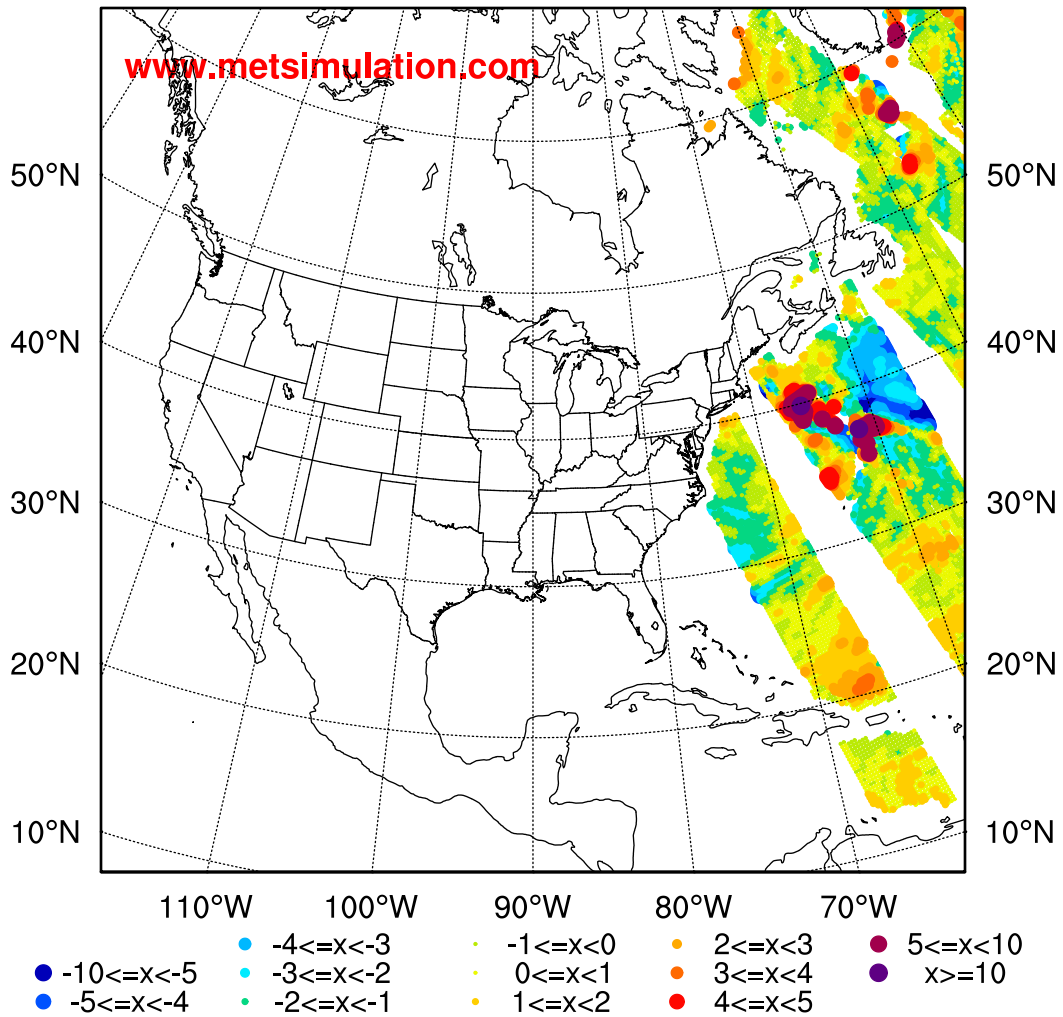 www.metsimulation.com
50°N 50°N
40°N 40°N
30°N 30°N
20°N 20°N
10°N 10°N
110°W 100°W 90°W 80°W 70°W
-4<=x<-3 -1<=x<0 2<=x<3 5<=x<10
-10<=x<-5 -3<=x<-2 0<=x<1 3<=x<4 x>=10
-5<=x<-4 -2<=x<-1 1<=x<2 4<=x<5